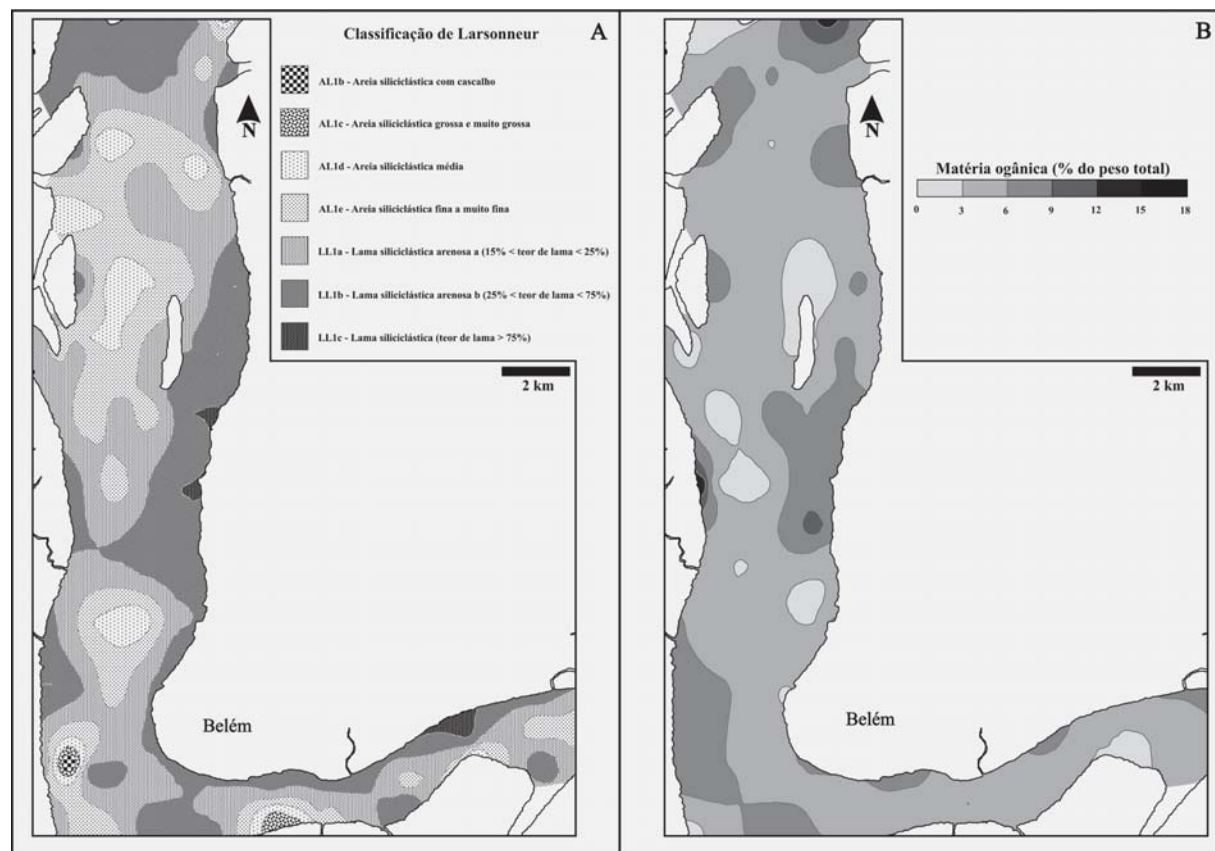 Classificação de Larsonneur
A
AL1b - Areia siliciclástica com cascalho
AL1c - Areia siliciclástica grossa e muito grossa
AL1d - Areia siliciclástica média
AL1e - Areia siliciclástica fina a muito fina
LL1a - Lama siliciclástica arenosa a (15% < teor de lama < 25%)
LL1b - Lama siliciclástica arenosa b (25% < teor de lama < 75%)
LL1c - Lama siliciclástica (teor de lama > 75%)
N
2 km
Belém
B
N
Matéria ogânica (% do peso total)
0 3 6 9 12 15 18
2 km
Belém